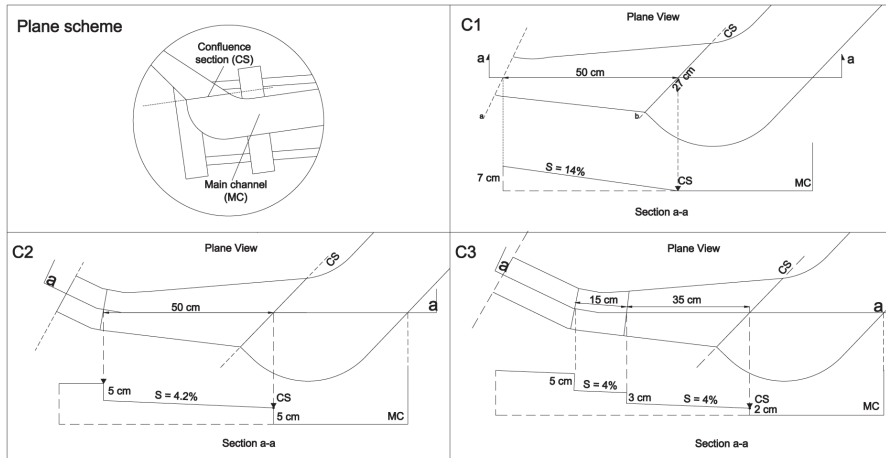 Plane scheme
Confluence
section (CS)
Main channel
(MC)
C1
Plane View
CS
a
a
50 cm
27 cm
a
b
S = 14%
7 cm
CS
MC
Section a-a
C2
Plane View
CS
a
50 cm
a
5 cm
S = 4.2%
CS
5 cm
MC
Section a-a
C3
Plane View
CS
a
15 cm
35 cm
a
5 cm
S = 4%
3 cm
S = 4%
CS
2 cm
MC
Section a-a